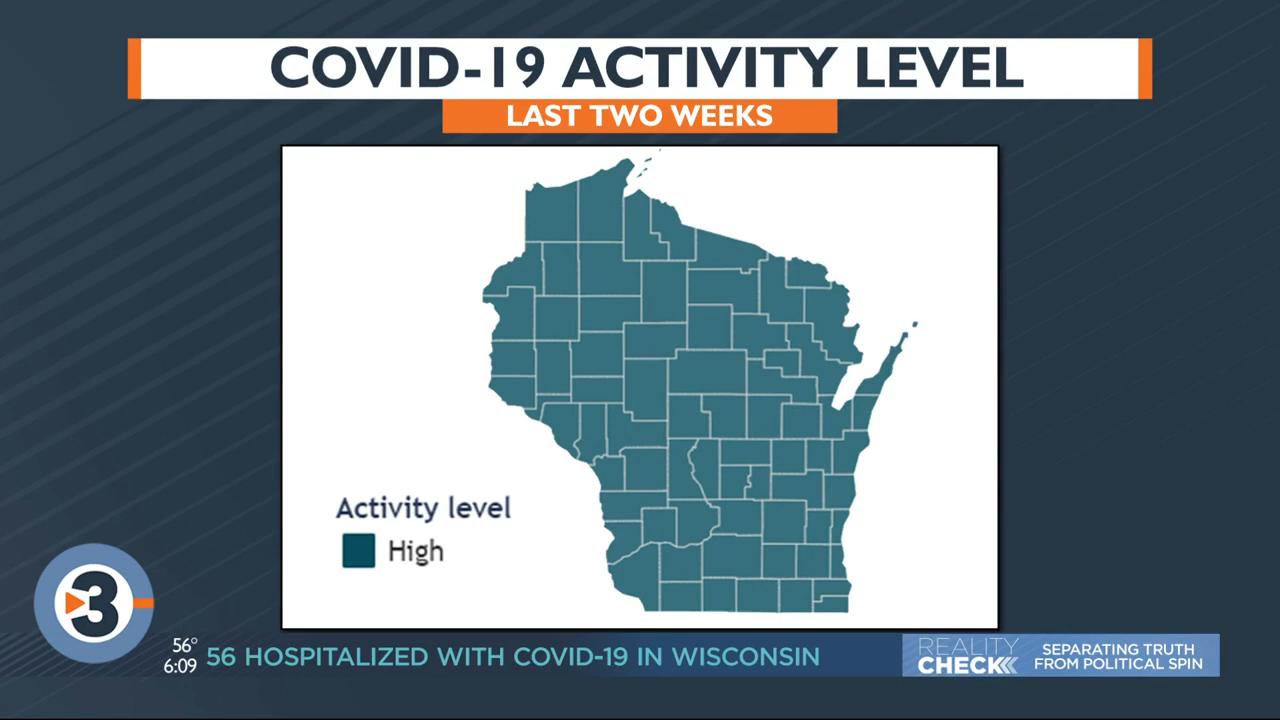 COVID-19 ACTIVITY LEVEL
LAST TWO WEEKS
Activity level
High
3
56°
6:09
56 HOSPITALIZED WITH COVID-19 IN WISCONSIN
REALITY
CHECK
SEPARATING TRUTH
FROM POLITICAL SPIN